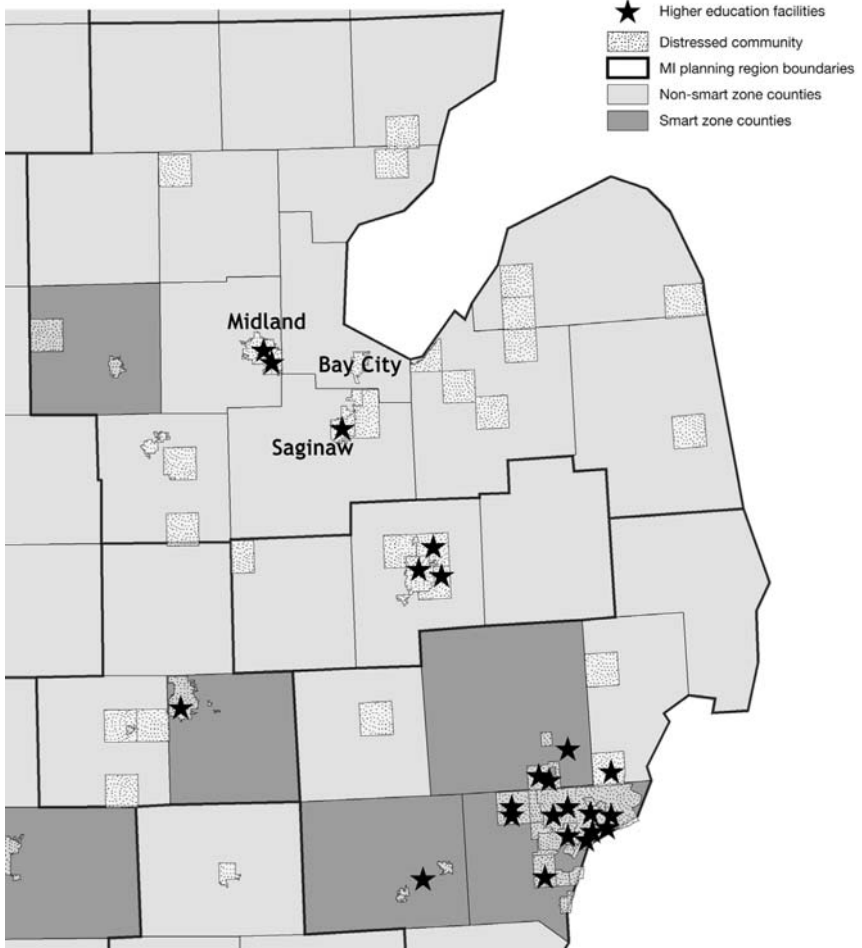 Higher education facilities
Distressed community
MI planning region boundaries
Non-smart zone counties
Smart zone counties
Midland
Bay City
Saginaw